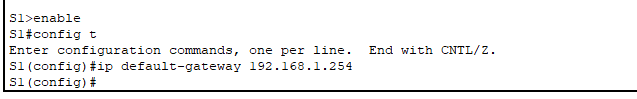 S1>enable
S1#config t
Enter configuration commands, one per line.  End with CNTL/Z.
S1(config)#ip default-gateway 192.168.1.254
S1(config)#